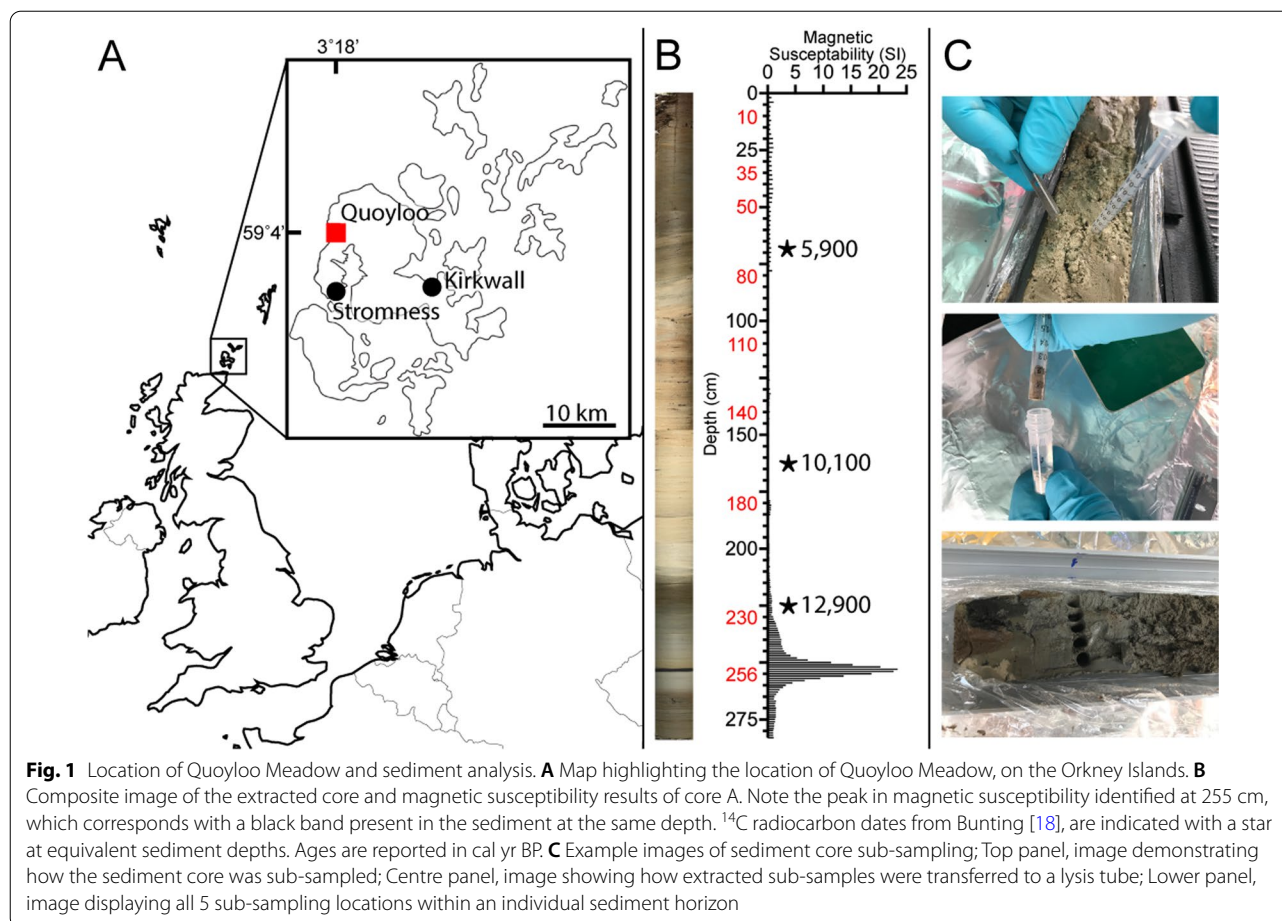 A
3˚18'
59˚4'
Quoyloo
Kirkwall
Stromness
10 km
B
Magnetic
Susceptability (SI)
0 5 10 15 20 25
Depth (cm)
0
10
25
35
50
80
100
110
140
150
180
200
230
256
275
★5,900
★10,100
★12,900
C
Fig. 1 Location of Quoyloo Meadow and sediment analysis. A Map highlighting the location of Quoyloo Meadow, on the Orkney Islands. B
Composite image of the extracted core and magnetic susceptibility results of core A. Note the peak in magnetic susceptibility identified at 255 cm,
which corresponds with a black band present in the sediment at the same depth. ¹⁴C radiocarbon dates from Bunting [18], are indicated with a star
at equivalent sediment depths. Ages are reported in cal yr BP. C Example images of sediment core sub-sampling; Top panel, image demonstrating
how the sediment core was sub-sampled; Centre panel, image showing how extracted sub-samples were transferred to a lysis tube; Lower panel,
image displaying all 5 sub-sampling locations within an individual sediment horizon